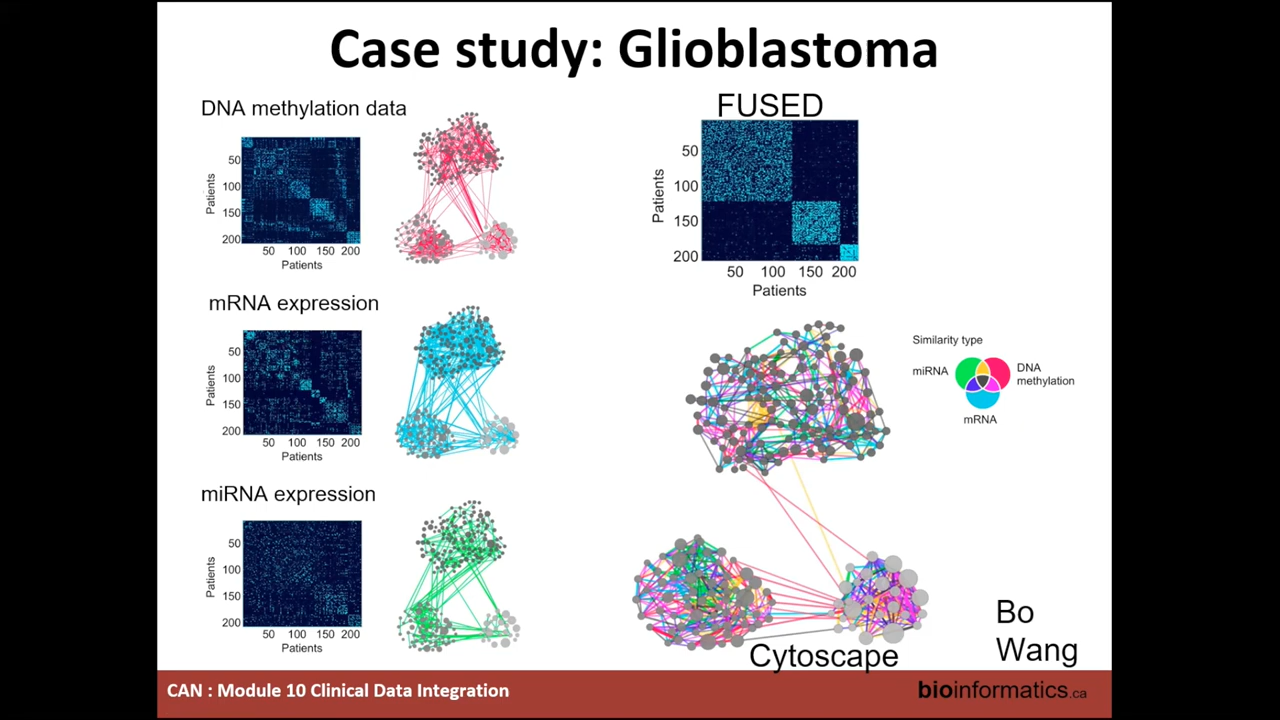 Case study: Glioblastoma
DNA methylation data
Patients
50
100
150
200
50 100 150 200
Patients
mRNA expression
Patients
50
100
150
200
50 100 150 200
Patients
miRNA expression
Patients
50
100
150
200
50 100 150 200
Patients
FUSED
Patients
50
100
150
200
50 100 150 200
Patients
Similarity type
miRNA
DNA
methylation
mRNA
Cytoscape
Bo
Wang
CAN : Module 10 Clinical Data Integration
bioinformatics.ca